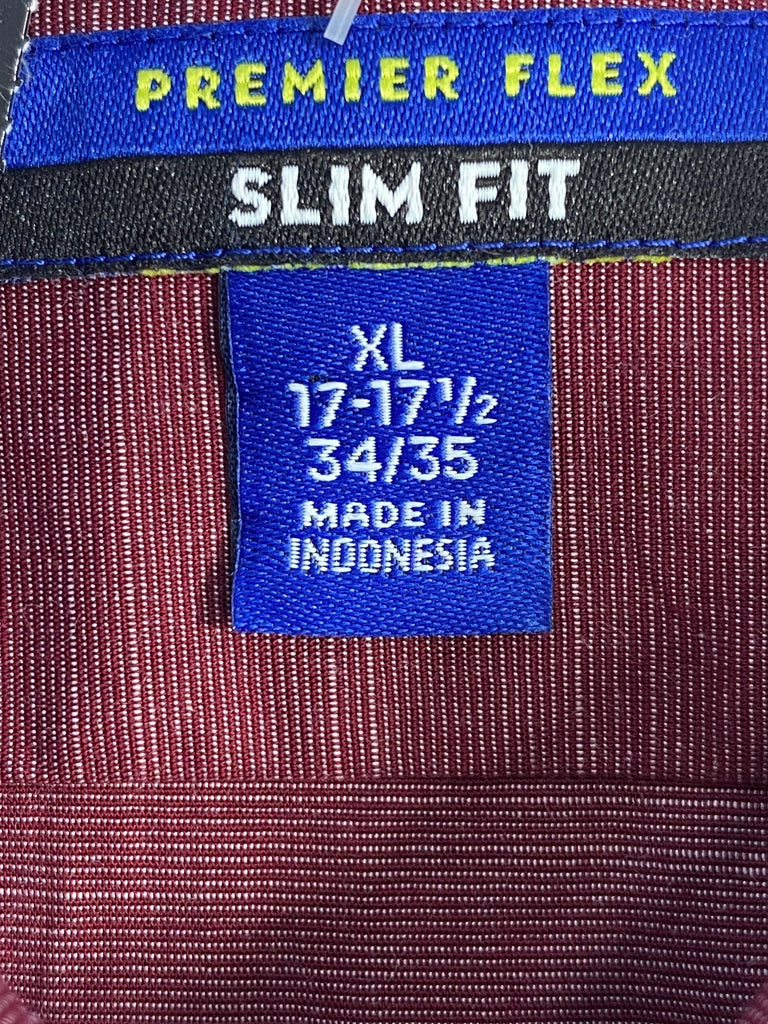 PREMIER FLEX
SLIM FIT
XL
17-17½
34/35
MADE IN
INDONESIA